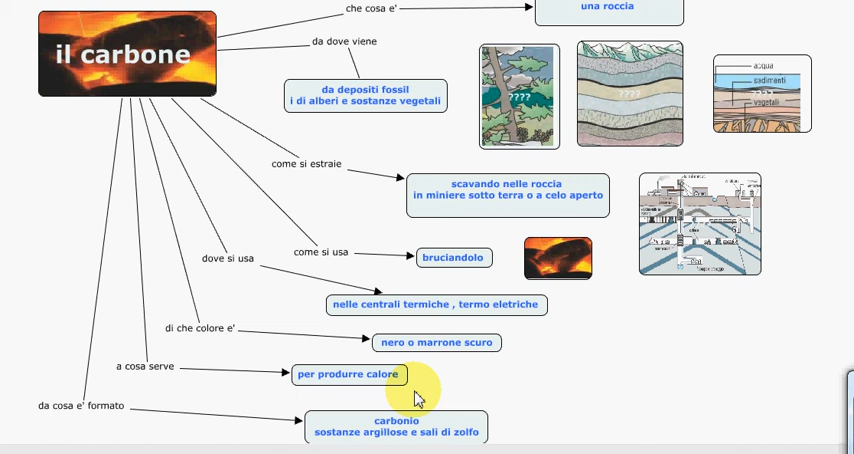 che cosa e'
una roccia
il carbone
da dove viene
da depositi fossil
i di alberi e sostanze vegetali
????
????
acqua
sedimenti
????
vegetali
come si estraie
scavando nelle roccia
in miniere sotto terra o a celo aperto
come si usa
bruciandolo
dove si usa
nelle centrali termiche , termo eletriche
di che colore e'
nero o marrone scuro
a cosa serve
per produrre calore
da cosa e' formato
carbonio
sostanze argillose e sali di zolfo